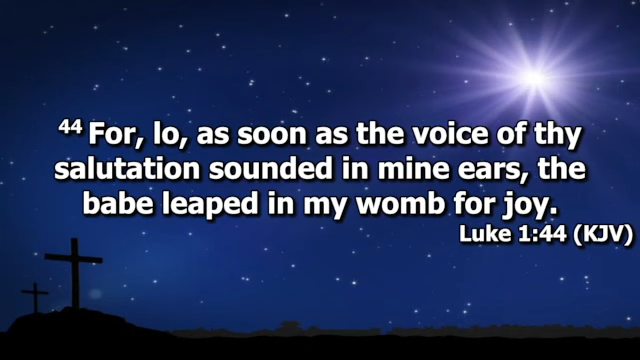 44 For, lo, as soon as the voice of thy
salutation sounded in mine ears, the
babe leaped in my womb for joy.
Luke 1:44 (KJV)